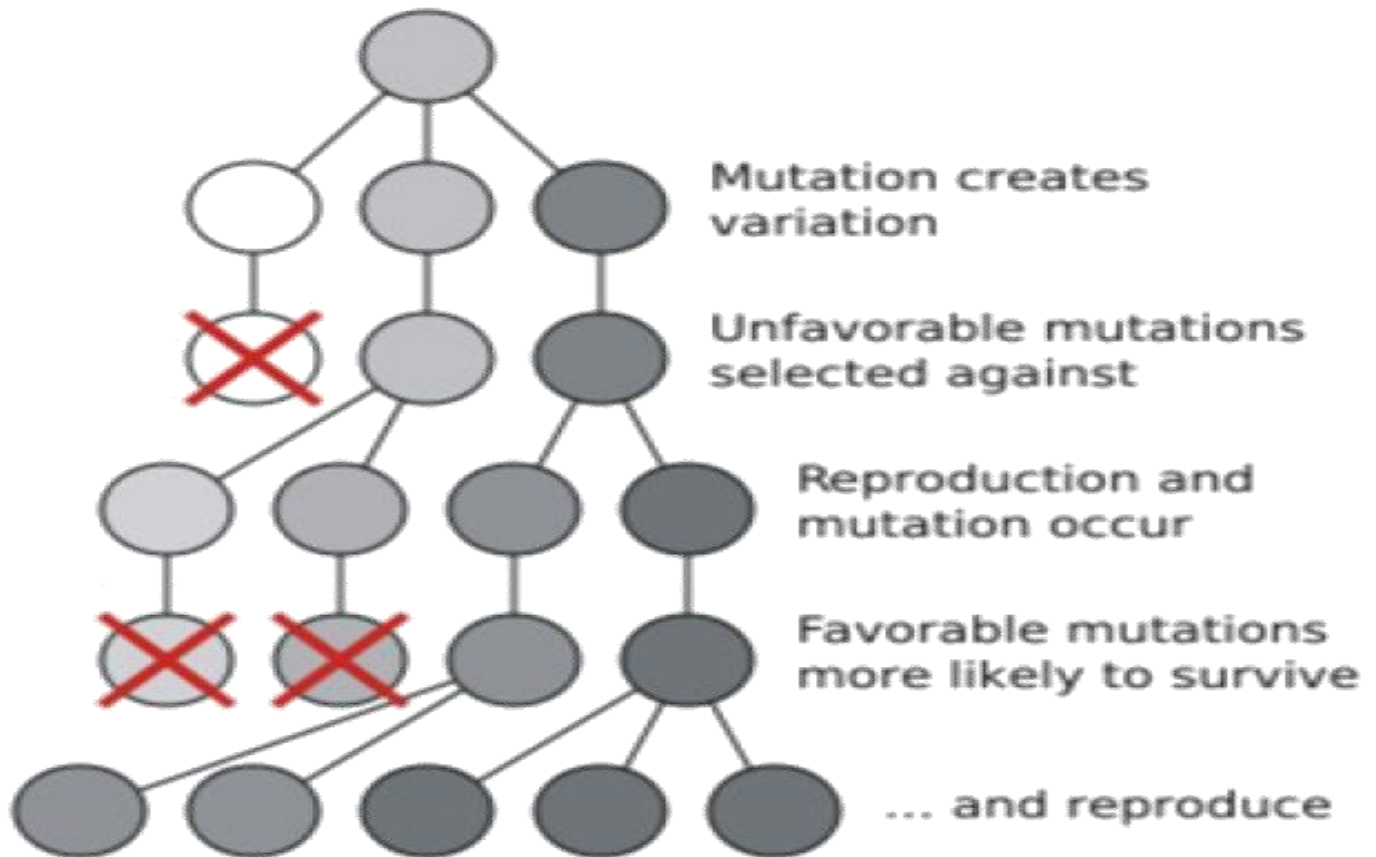 Mutation creates
variation
Unfavorable mutations
selected against
Reproduction and
mutation occur
Favorable mutations
more likely to survive
... and reproduce